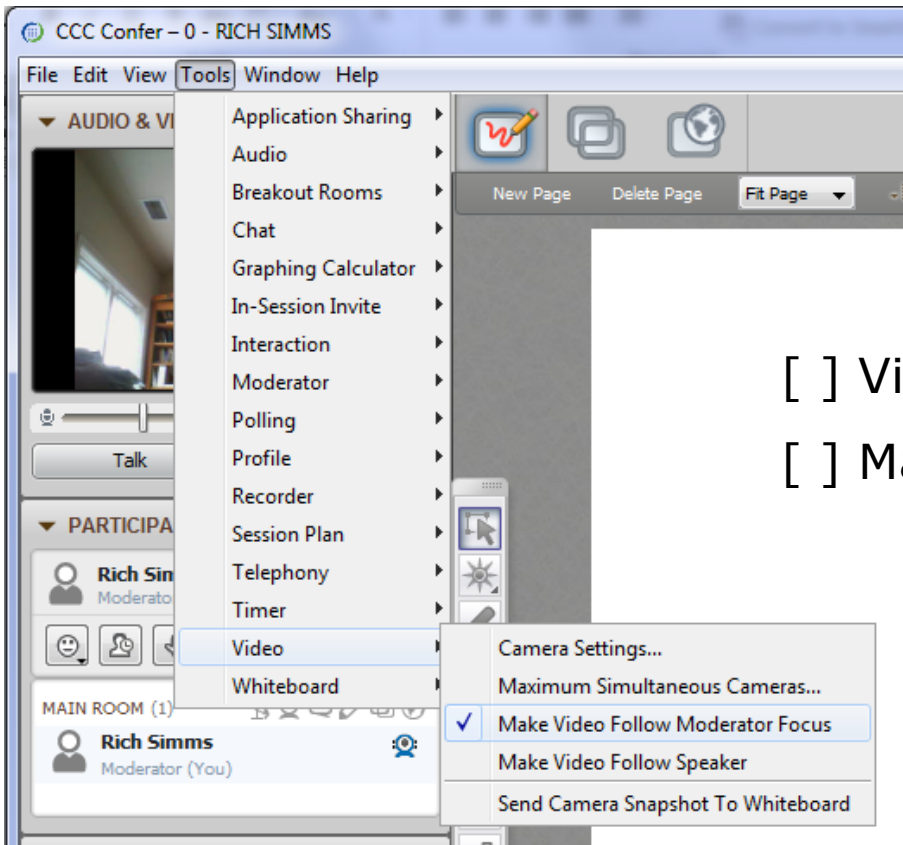 CCC Confer – 0 - RICH SIMMS
File Edit View Tools Window Help
AUDIO & VI
Application Sharing
Audio
Breakout Rooms
Chat
Graphing Calculator
In-Session Invite
Interaction
Moderator
Polling
Profile
Recorder
Session Plan
Telephony
Timer
Video
Whiteboard
New Page Delete Page Fit Page
[ ] Vi
[ ] Ma
Talk
PARTICIPA
Rich Sim
Moderato
MAIN ROOM (1)
Rich Simms
Moderator (You)
Camera Settings...
Maximum Simultaneous Cameras...
✓ Make Video Follow Moderator Focus
Make Video Follow Speaker
Send Camera Snapshot To Whiteboard